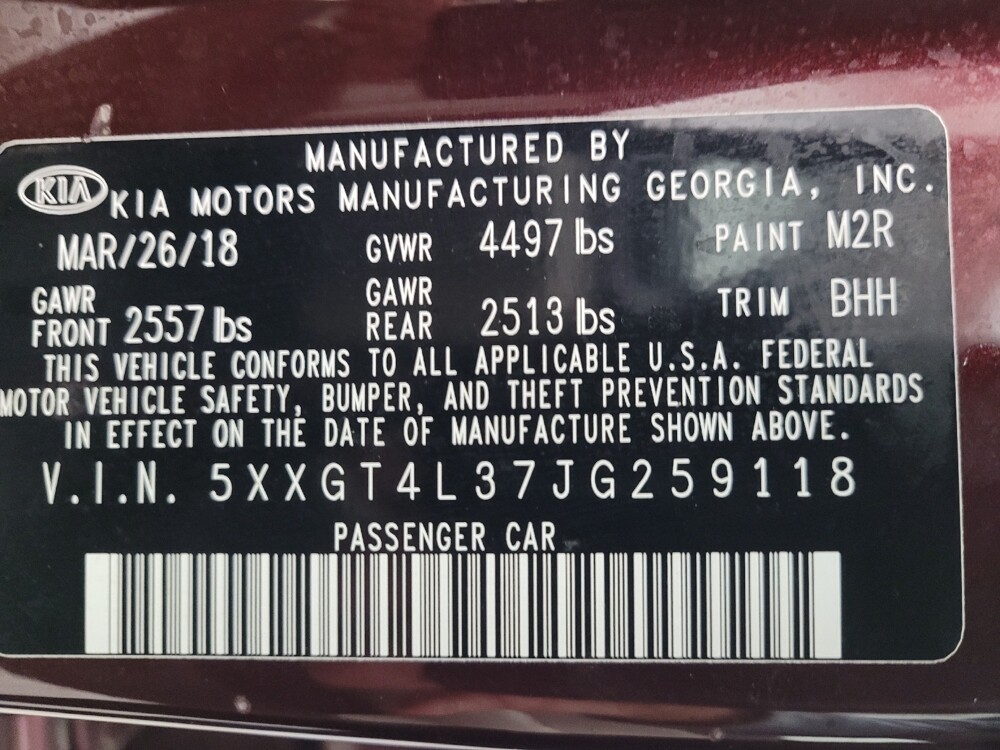 MANUFACTURED BY
KIA KIA MOTORS MANUFACTURING GEORGIA, INC.
MAR/26/18 GVWR 4497 lbs PAINT M2R
GAWR FRONT 2557 lbs GAWR REAR 2513 lbs TRIM BHH
THIS VEHICLE CONFORMS TO ALL APPLICABLE U.S.A. FEDERAL
MOTOR VEHICLE SAFETY, BUMPER, AND THEFT PREVENTION STANDARDS
IN EFFECT ON THE DATE OF MANUFACTURE SHOWN ABOVE.
V.I.N. 5XXGT4L37JG259118
PASSENGER CAR